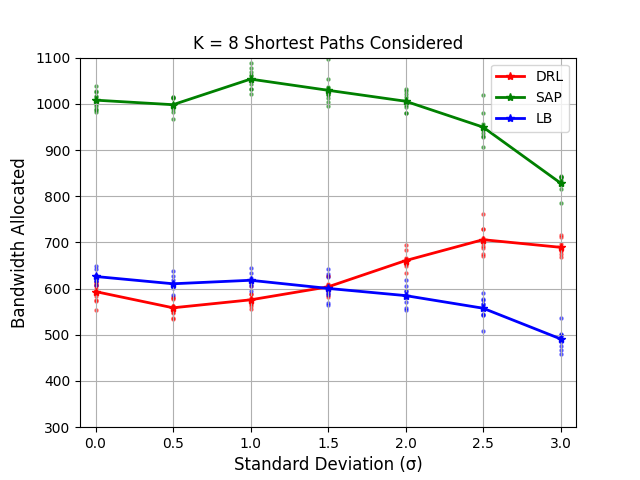 K = 8 Shortest Paths Considered
Bandwidth Allocated
1100
1000
900
800
700
600
500
400
300
DRL
SAP
LB
0.0 0.5 1.0 1.5 2.0 2.5 3.0
Standard Deviation (σ)